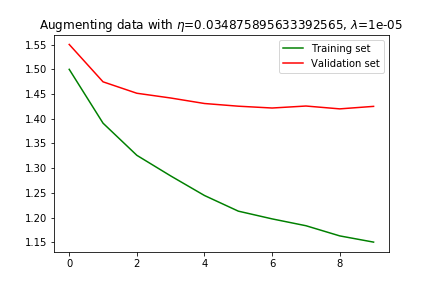 Augmenting data with η=0.034875895633392565, λ=1e-05
Training set
Validation set
1.55
1.50
1.45
1.40
1.35
1.30
1.25
1.20
1.15
0 2 4 6 8